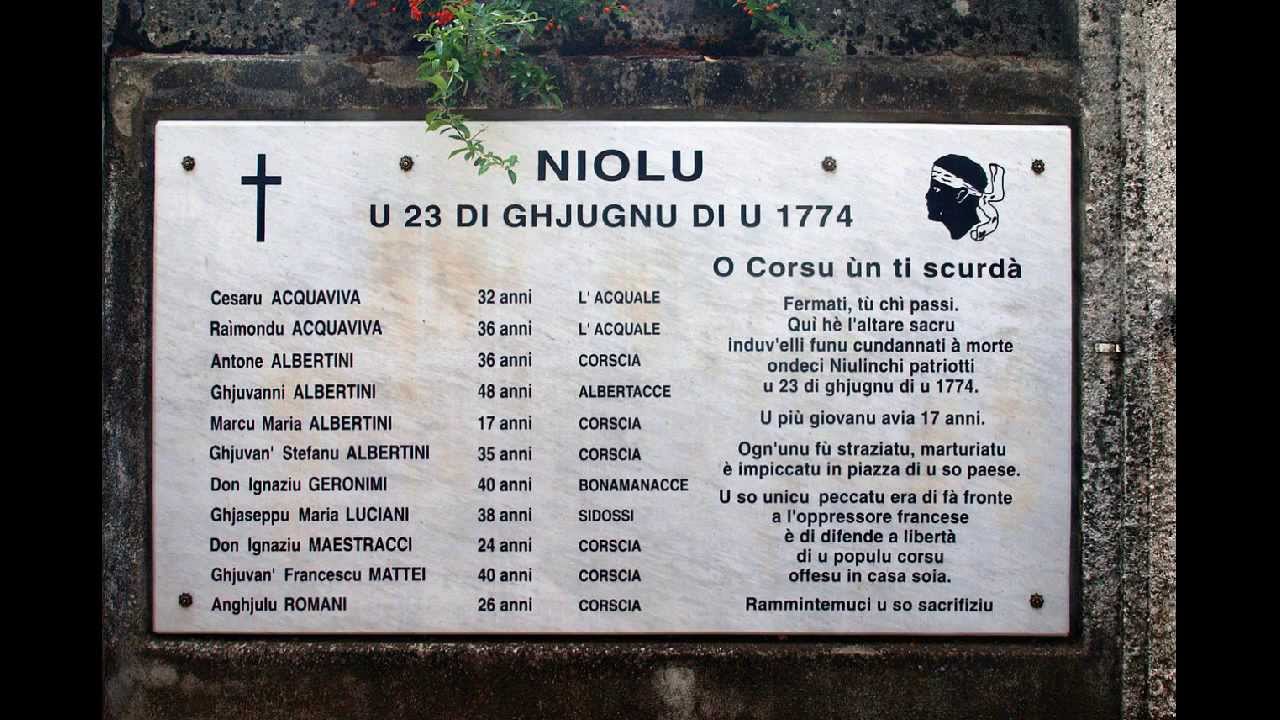 NIOLU
U 23 DI GHJUGNU DI U 1774
Cesaru ACQUAVIVA 32 anni L' ACQUALE
Raìmondu ACQUAVIVA 36 anni L' ACQUALE
Antone ALBERTINI 36 anni CORSCIA
Ghjuvanni ALBERTINI 48 anni ALBERTACCE
Marcu Maria ALBERTINI 17 anni CORSCIA
Ghjuvan' Stefanu ALBERTINI 35 anni CORSCIA
Don Ignaziu GERONIMI 40 anni BONAMANACCE
Ghjaseppu Maria LUCIANI 38 anni SIDOSSI
Don Ignaziu MAESTRACCI 24 anni CORSCIA
Ghjuvan' Francescu MATTEI 40 anni CORSCIA
Anghjulu ROMANI 26 anni CORSCIA
O Corsu ùn ti scurdà
Fermati, tù chì passi.
Quì hè l'altare sacru
induv'elli funu cundannati à morte
ondeci Niulinchi patriotti
u 23 di ghjugnu di u 1774.
U più giovanu avia 17 anni.
Ogn'unu fù straziatu, marturiatu
è impiccatu in piazza di u so paese.
U so unicu peccatu era di fà fronte
a l'oppressore francese
è di difende a libertà
di u populu corsu
offesu in casa soia.
Rammintemuci u so sacrifiziu